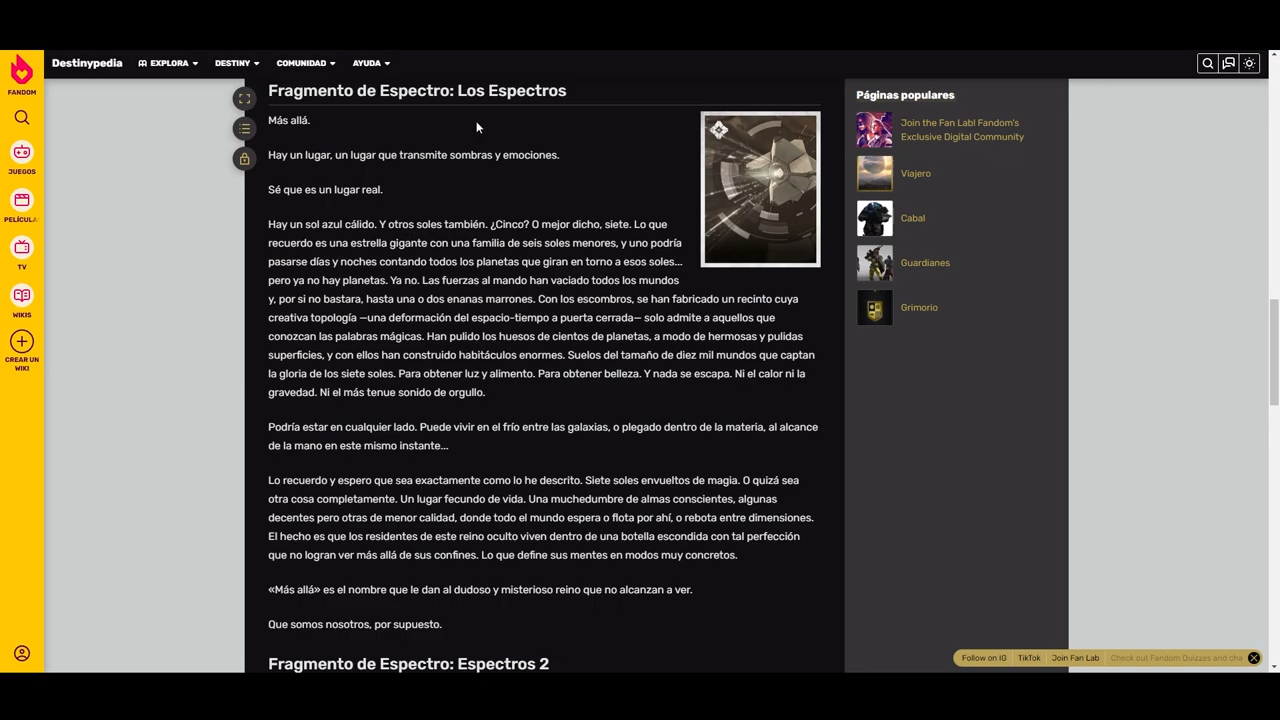 Destinypedia
EXPLORA
DESTINY
COMUNIDAD
AYUDA
FANDOM
JUEGOS
PELÍCULA
TV
WIKIS
CREAR UN
WIKI
Fragmento de Espectro: Los Espectros
Más allá.
Hay un lugar, un lugar que transmite sombras y emociones.
Sé que es un lugar real.
Hay un sol azul cálido. Y otros soles también. ¿Cinco? O mejor dicho, siete. Lo que
recuerdo es una estrella gigante con una familia de seis soles menores, y uno podría
pasarse días y noches contando todos los planetas que giran en torno a esos soles...
pero ya no hay planetas. Ya no. Las fuerzas al mando han vaciado todos los mundos
y, por si no bastara, hasta una o dos enanas marrones. Con los escombros, se han fabricado un recinto cuya
creativa topología —una deformación del espacio-tiempo a puerta cerrada— solo admite a aquellos que
conozcan las palabras mágicas. Han pulido los huesos de cientos de planetas, a modo de hermosas y pulidas
superficies, y con ellos han construido habitáculos enormes. Suelos del tamaño de diez mil mundos que captan
la gloria de los siete soles. Para obtener luz y alimento. Para obtener belleza. Y nada se escapa. Ni el calor ni la
gravedad. Ni el más tenue sonido de orgullo.
Podría estar en cualquier lado. Puede vivir en el frío entre las galaxias, o plegado dentro de la materia, al alcance
de la mano en este mismo instante...
Lo recuerdo y espero que sea exactamente como lo he descrito. Siete soles envueltos de magia. O quizá sea
otra cosa completamente. Un lugar fecundo de vida. Una muchedumbre de almas conscientes, algunas
decentes pero otras de menor calidad, donde todo el mundo espera o flota por ahí, o rebota entre dimensiones.
El hecho es que los residentes de este reino oculto viven dentro de una botella escondida con tal perfección
que no logran ver más allá de sus confines. Lo que define sus mentes en modos muy concretos.
«Más allá» es el nombre que le dan al dudoso y misterioso reino que no alcanzan a ver.
Que somos nosotros, por supuesto.
Fragmento de Espectro: Espectros 2
Páginas populares
Join the Fan Lab! Fandom's
Exclusive Digital Community
Viajero
Cabal
Guardianes
Grimorio
Follow on IG
TikTok
Join Fan Lab
Check out Fandom Quizzes and cha